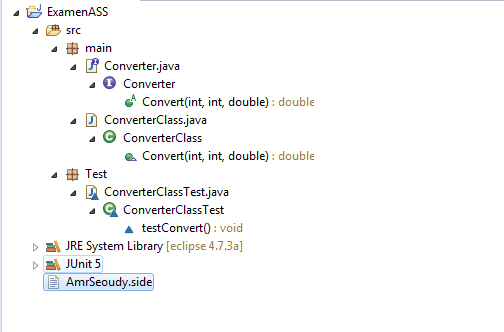 ExamenASS
src
main
Converter.java
Converter
Convert(int, int, double) : double
ConverterClass.java
ConverterClass
Convert(int, int, double) : double
Test
ConverterClassTest.java
ConverterClassTest
testConvert() : void
JRE System Library [eclipse 4.7.3a]
JUnit 5
AmrSeoudy.side